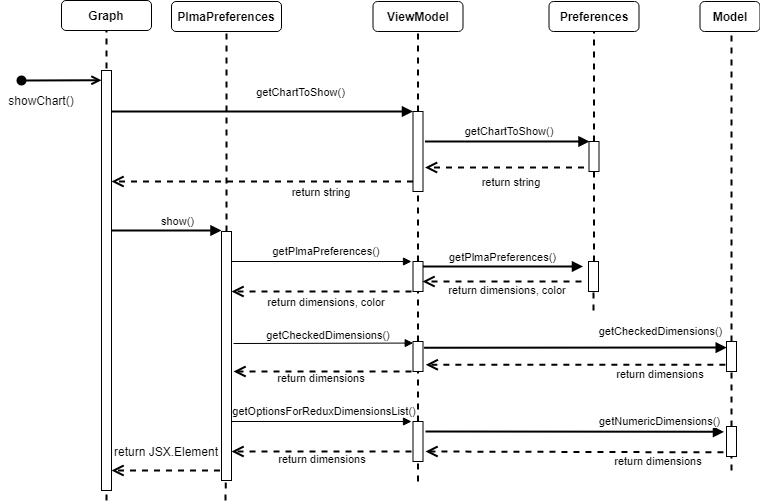 Graph
PlmaPreferences
ViewModel
Preferences
Model
showChart()
getChartToShow()
getChartToShow()
return string
return string
show()
getPlmaPreferences()
getPlmaPreferences()
return dimensions, color
return dimensions, color
getCheckedDimensions()
getCheckedDimensions()
return dimensions
return dimensions
getOptionsForReduxDimensionsList()
getNumericDimensions()
return JSX.Element
return dimensions
return dimensions